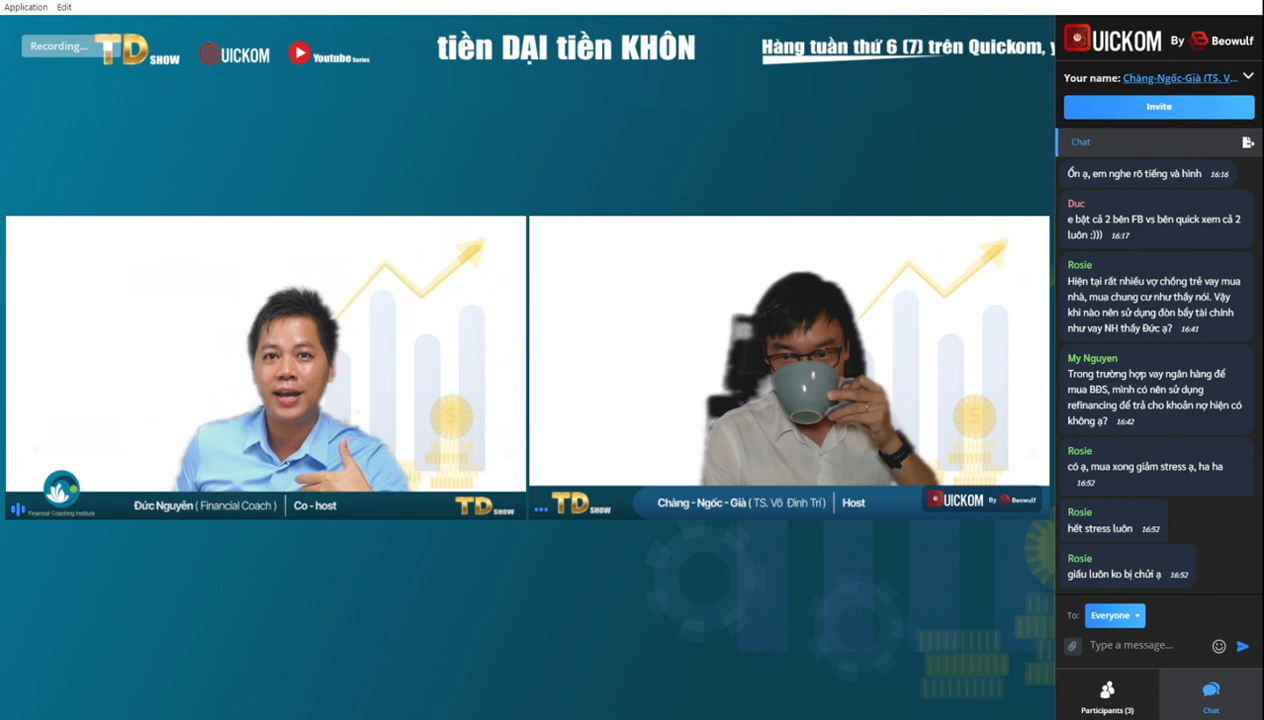 Application Edit
Recording...
TD SHOW
QUICKOM
Youtube Series
tiền DẠI tiền KHÔN
Hàng tuần thứ 6 (7) trên Quickom, y
QUICKOM By Beowulf
Your name: Chàng-Ngốc-Già (TS. V...
Invite
Chat
Ổn ạ, em nghe rõ tiếng và hình 16:16
Duc
e bật cả 2 bên FB vs bên quick xem cả 2
luôn :))) 16:17
Rosie
Hiện tại rất nhiều vợ chồng trẻ vay mua
nhà, mua chung cư như thầy nói. Vậy
khi nào nên sử dụng đòn bẩy tài chính
như vay NH thầy Đức ạ? 16:41
My Nguyen
Trong trường hợp vay ngân hàng để
mua BĐS, mình có nên sử dụng
refinancing để trả cho khoản nợ hiện có
không ạ? 16:42
Rosie
có ạ, mua xong giảm stress ạ, ha ha
16:52
Rosie
hết stress luôn 16:52
Rosie
giấu luôn ko bị chửi ạ 16:52
To: Everyone
Type a message...
Participants (3)
Chat
Financial Coaching Institute
Đức Nguyễn ( Financial Coach ) Co - host
TD SHOW
TD SHOW
Chàng - Ngốc - Già ( TS. Võ Đình Trí ) Host
QUICKOM By Beowulf